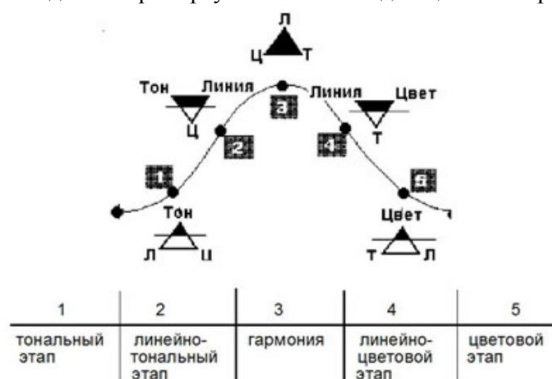 Л
Ц Т
Тон Линия Линия Цвет
Ц 3 Т
2 4
1 5
Тон Цвет
Л Ц Т Л
1 2 3 4 5
тональный линейно- гармония линейно- цветовой
этап тональный цветовой этап
этап этап